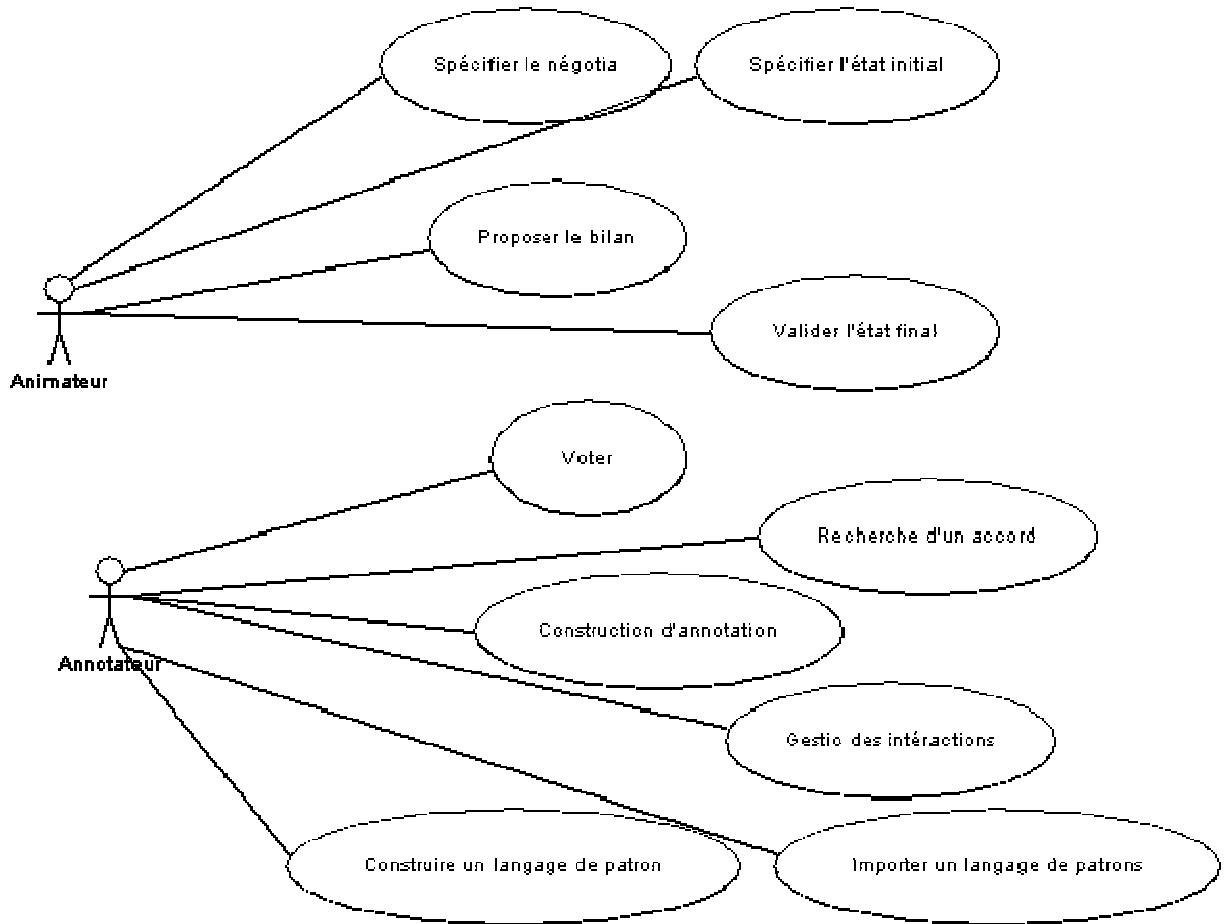 Spécifier le négotia
Spécifier l'état initial
Proposer le bilan
Valider l'état final
Animateur
Voter
Recherche d'un accord
Construction d'annotation
Annotateur
Gestio des intéractions
Construire un langage de patron
Importer un langage de patrons